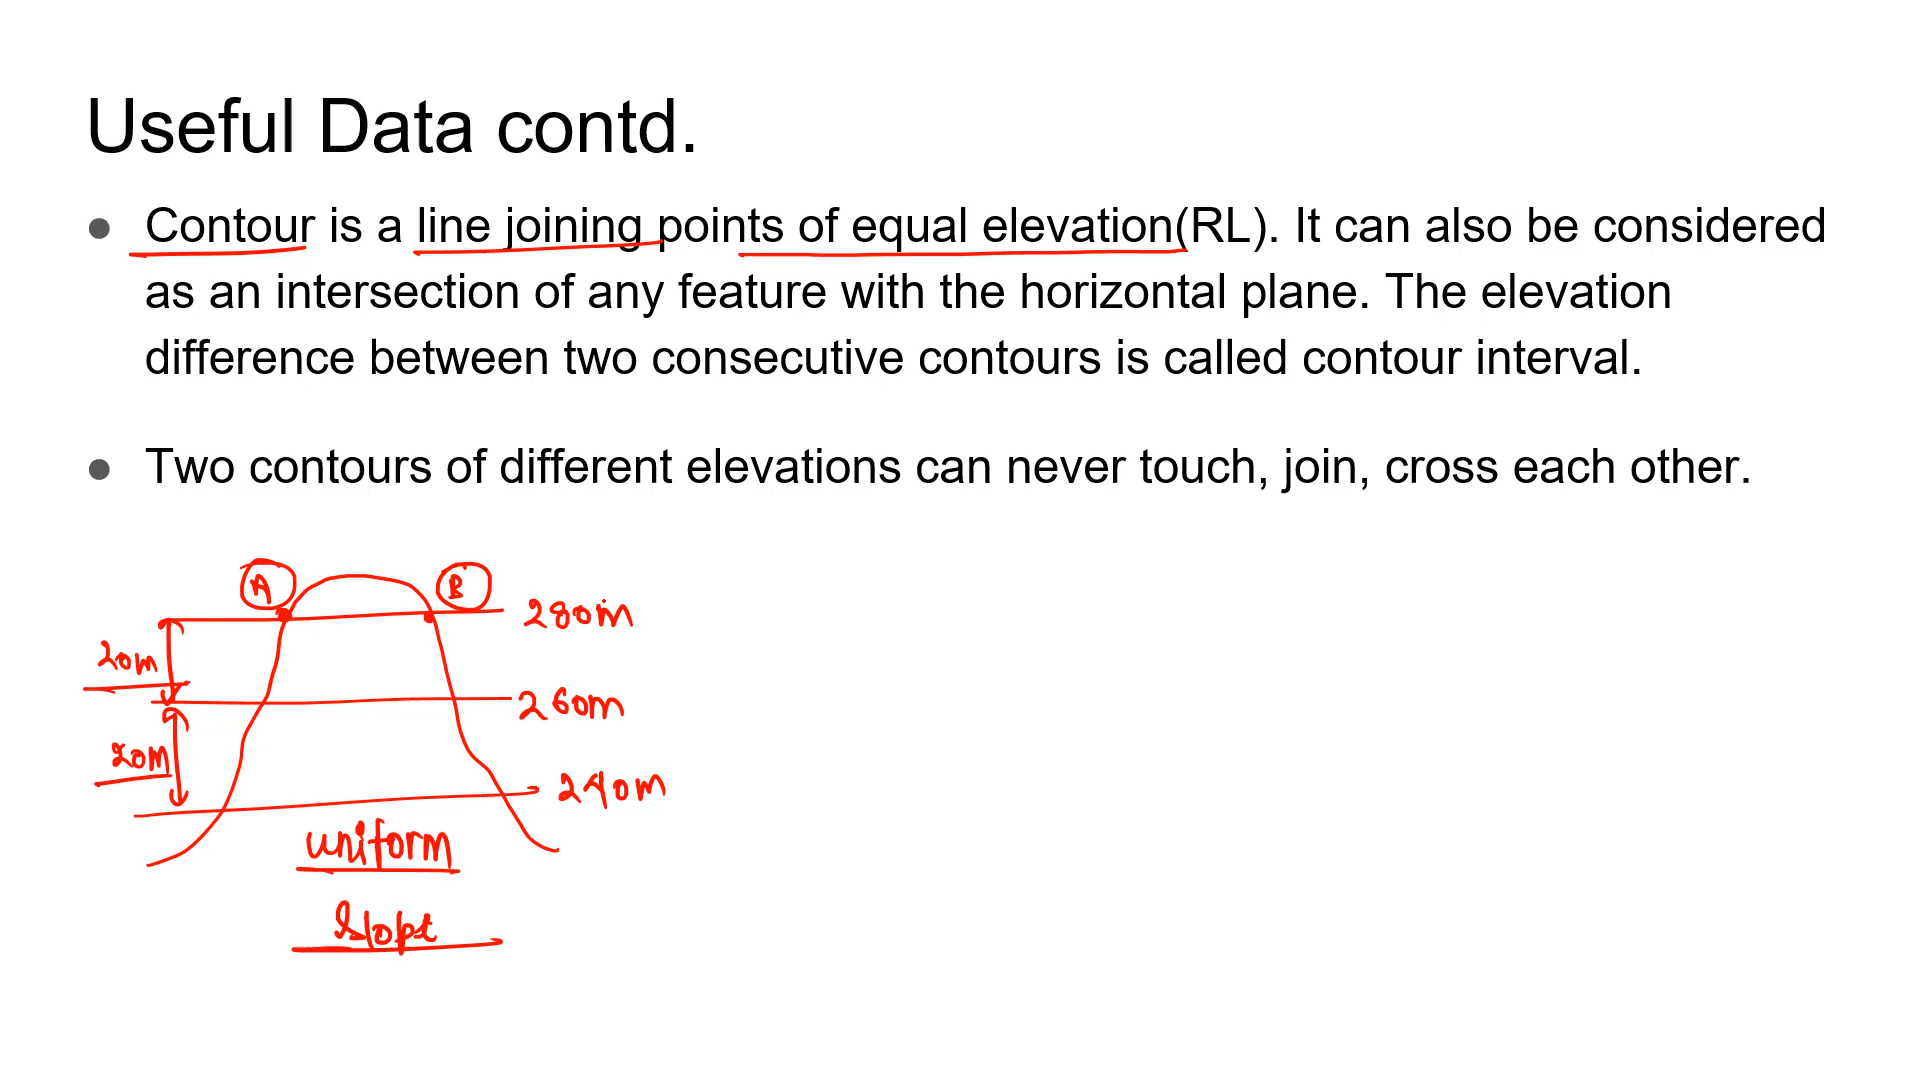 Useful Data contd.
● Contour is a line joining points of equal elevation(RL). It can also be considered
as an intersection of any feature with the horizontal plane. The elevation
difference between two consecutive contours is called contour interval.
● Two contours of different elevations can never touch, join, cross each other.
A B
280m
20m
260m
20m
240m
uniform
slope